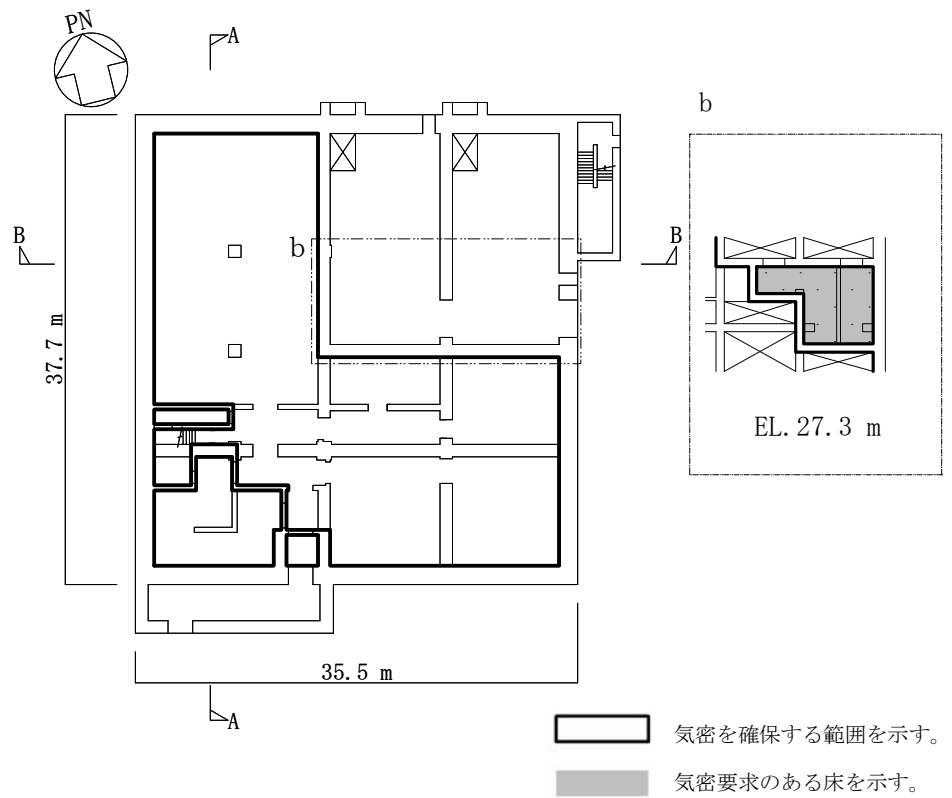 PN
A
b
B
b
B
37.7 m
EL.27.3 m
35.5 m
A
気密を確保する範囲を示す。
気密要求のある床を示す。